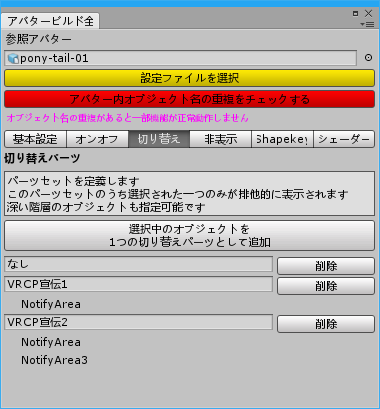 アバタービルド全
参照アバター
pony-tail-01
設定ファイルを選択
アバター内オブジェクト名の重複をチェックする
オブジェクト名の重複があると一部機能が正常動作しません
基本設定 オンオフ 切り替え 非表示 Shapekey シェーダー
切り替えパーツ
パーツセットを定義します
このパーツセットのうち選択された一つのみが排他的に表示されます
深い階層のオブジェクトも指定可能です
選択中のオブジェクトを
1つの切り替えパーツとして追加
なし 削除
VRCP宣伝1 削除
NotifyArea
VRCP宣伝2 削除
NotifyArea
NotifyArea3